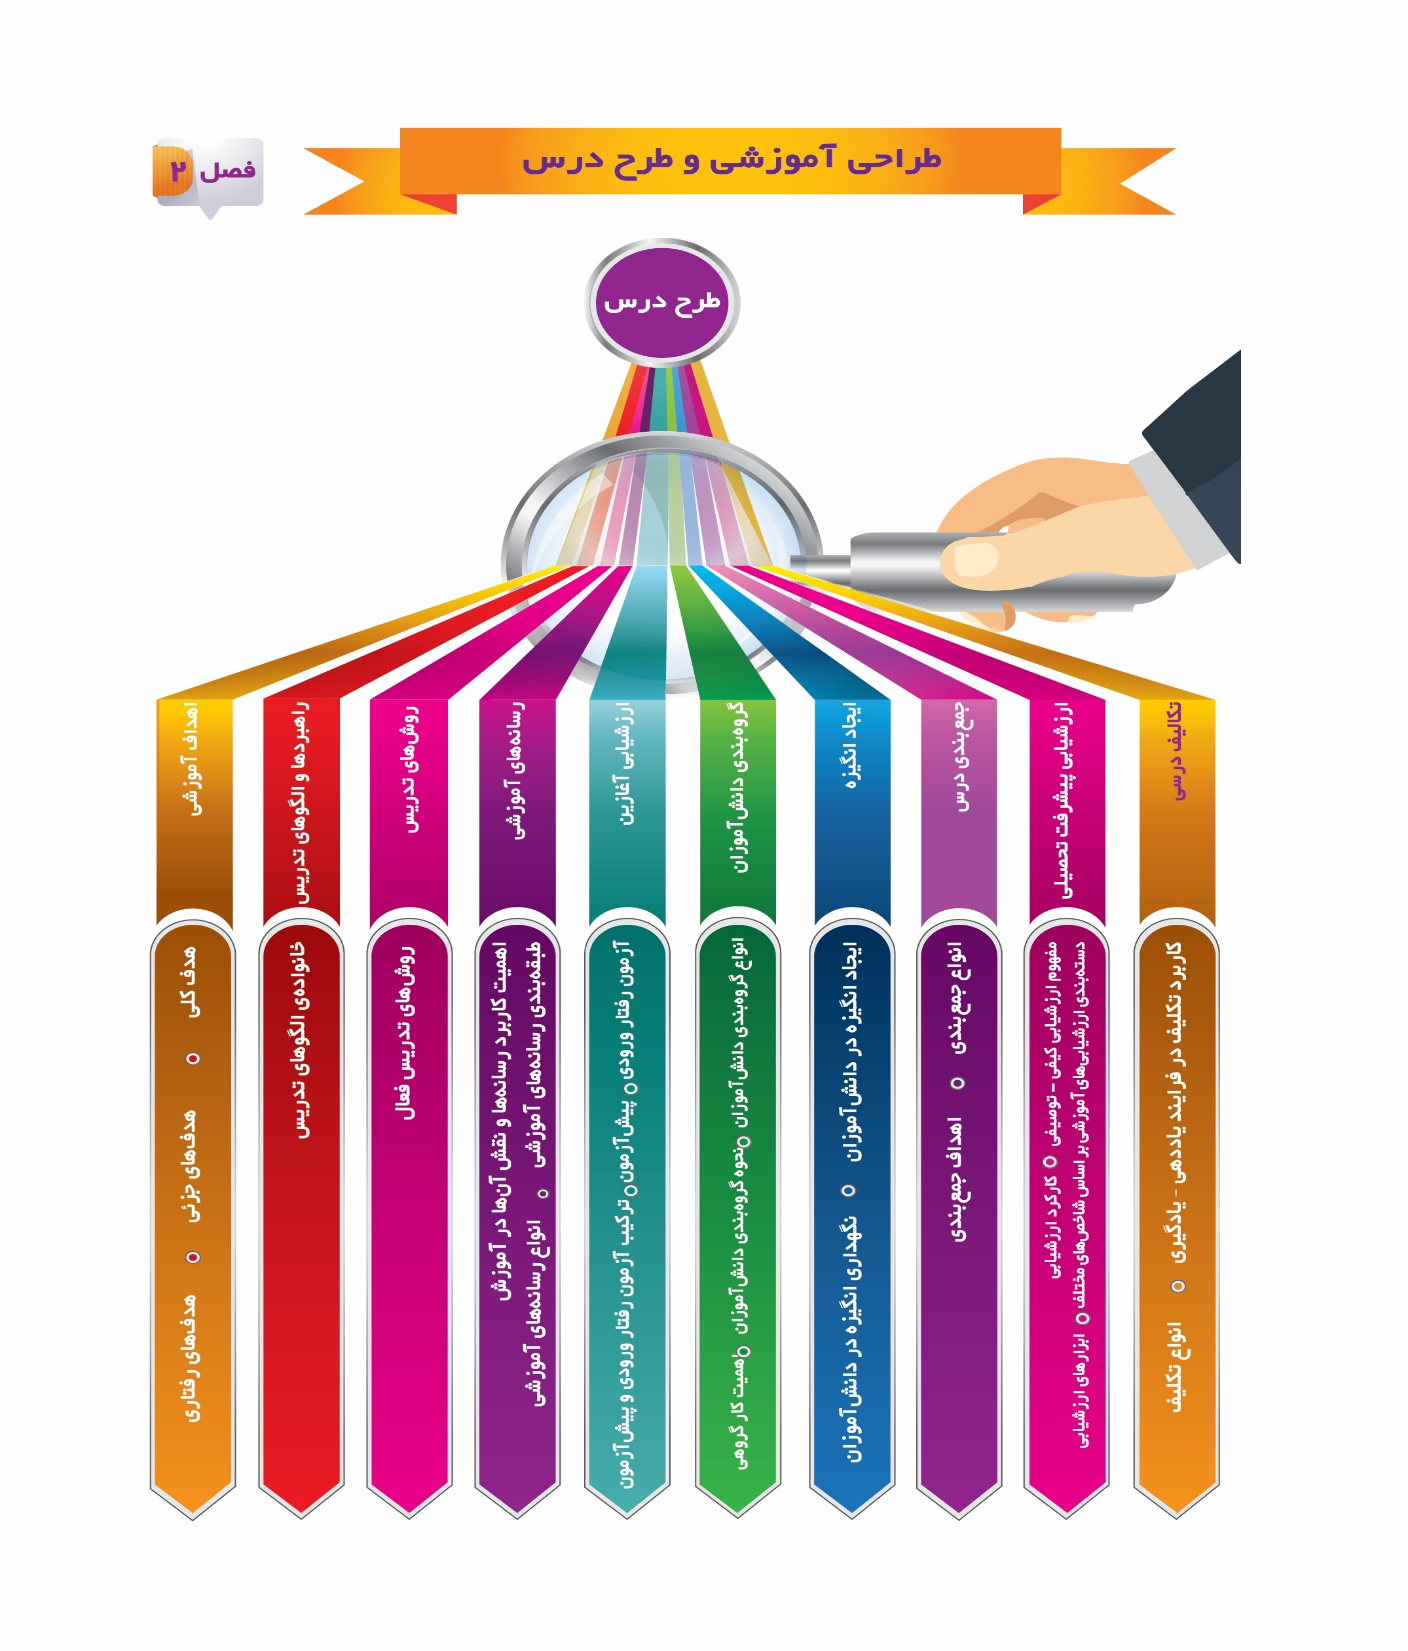 طراحی آموزشی و طرح درس
فصل ۲
طرح درس
تکالیف درسی
ارزشیابی پیشرفت تحصیلی
جمع‌بندی درس
ایجاد انگیزه
گروه‌بندی دانش‌آموزان
ارزشیابی آغازین
رسانه‌های آموزشی
روش‌های تدریس
راهبردها و الگوهای تدریس
اهداف آموزشی
کاربرد تکلیف در فرایند یاددهی - یادگیری
انواع تکلیف
مفهوم ارزشیابی کیفی – توصیفی
کارکرد ارزشیابی
دسته‌بندی ارزشیابی‌های آموزشی بر اساس شاخص‌های مختلف
ابزارهای ارزشیابی
انواع جمع‌بندی
اهداف جمع‌بندی
ایجاد انگیزه در دانش‌آموزان
نگهداری انگیزه در دانش‌آموزان
انواع گروه‌بندی دانش‌آموزان
نحوه گروه‌بندی دانش‌آموزان
اهمیت کار گروهی
آزمون رفتار ورودی
پیش‌آزمون
ترکیب آزمون رفتار ورودی و پیش‌آزمون
اهمیت کاربرد رسانه‌ها و نقش آن‌ها در آموزش
طبقه‌بندی رسانه‌های آموزشی
انواع رسانه‌های آموزشی
روش‌های تدریس فعال
خانواده‌ی الگوهای تدریس
هدف کلی
هدف‌های جزئی
هدف‌های رفتاری